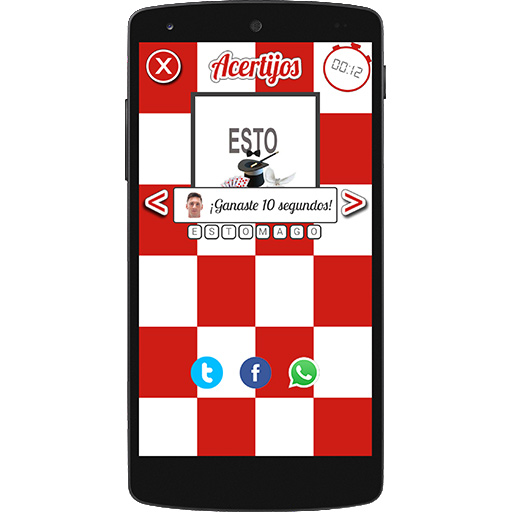 X
Acertijos
00:12
ESTO
< ¡Ganaste 10 segundos! >
ESTOMAGO